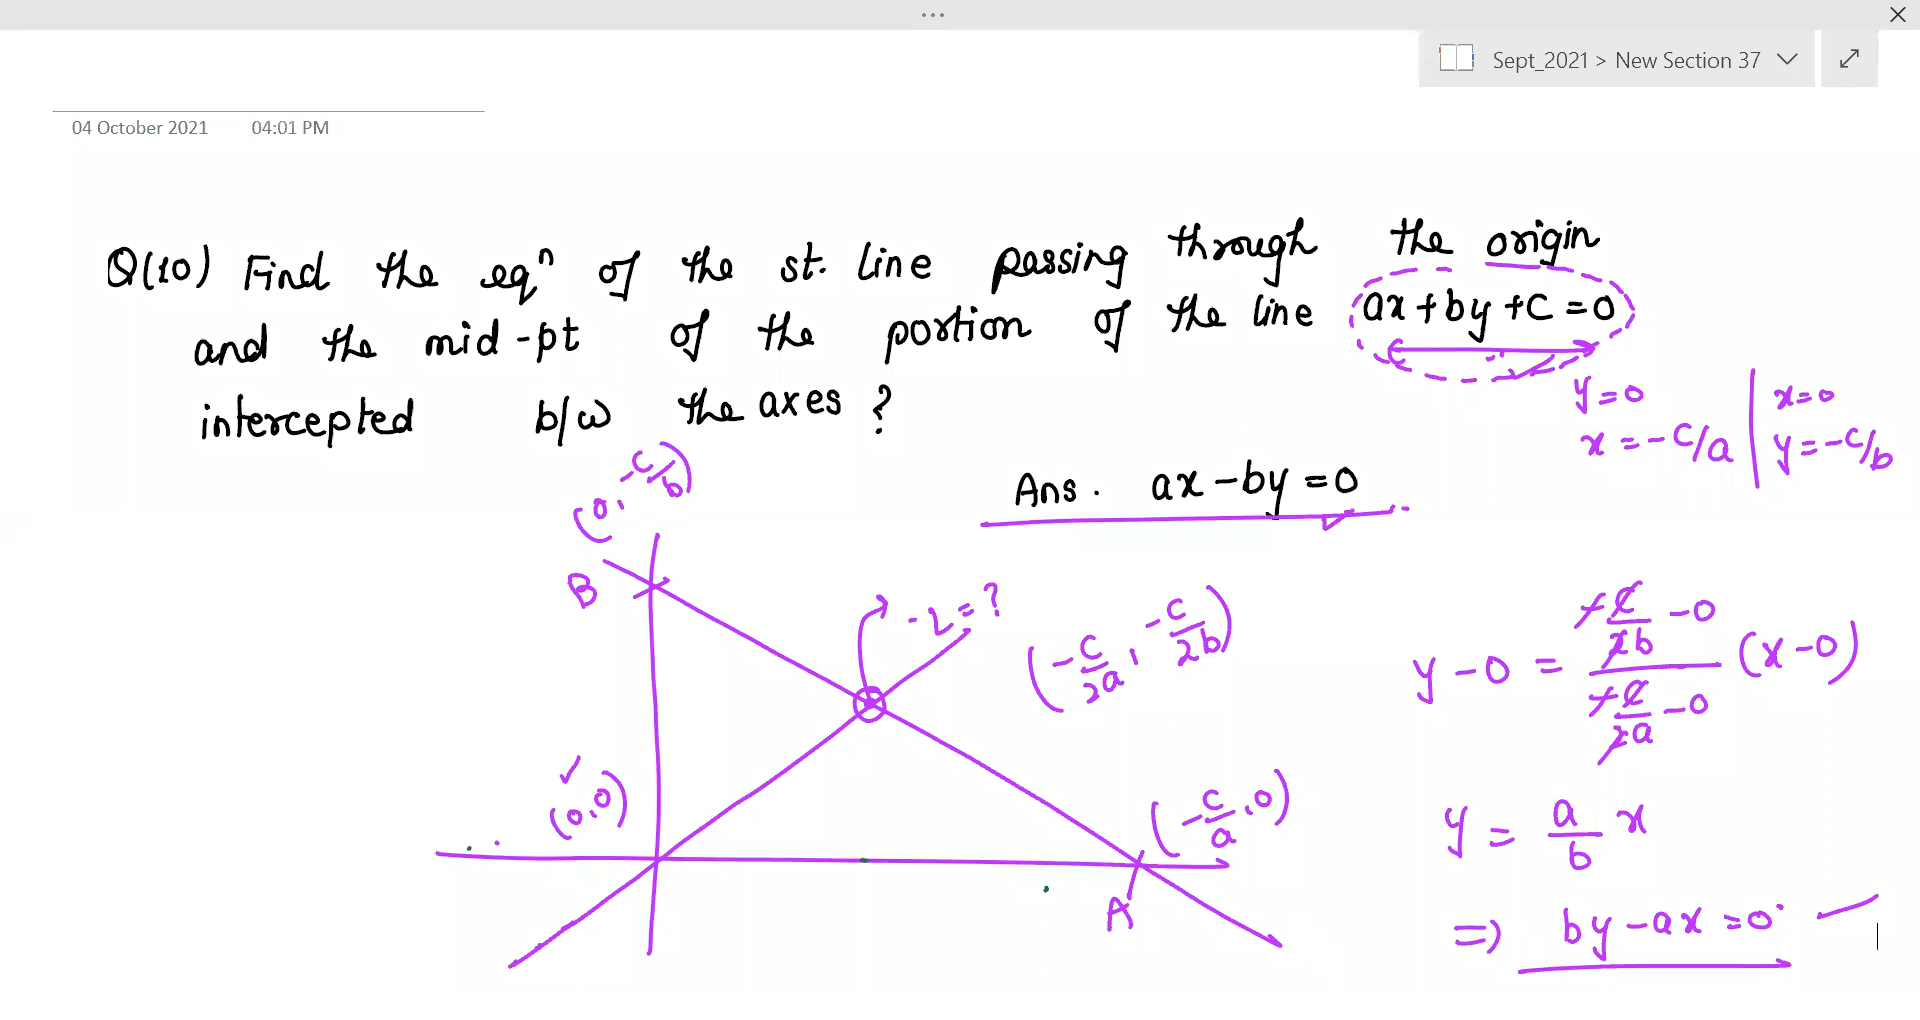 Sept_2021 > New Section 37
04 October 2021 04:01 PM
Q(10) Find the eqⁿ of the st. line passing through the origin
and the mid-pt of the portion of the line ax+by+c=0
intercepted b/w the axes ?
y=0
x=-c/a
x=0
y=-c/b
Ans. ax-by=0
(0,-c/b)
B
-L=?
(-c/2a, -c/2b)
(0,0)
(-c/a,0)
A
y-0 = (-c/2b -0)/(-c/2a -0) (x-0)
y = a/b x
=> by-ax=0